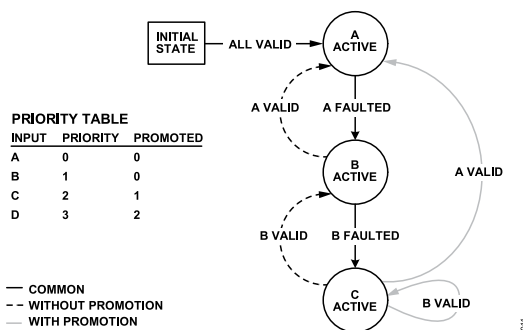 INITIAL
STATE
ALL VALID
A
ACTIVE
A VALID
A FAULTED
B
ACTIVE
A VALID
B VALID
B FAULTED
C
ACTIVE
B VALID
PRIORITY TABLE
INPUT PRIORITY PROMOTED
A 0 0
B 1 0
C 2 1
D 3 2
COMMON
WITHOUT PROMOTION
WITH PROMOTION